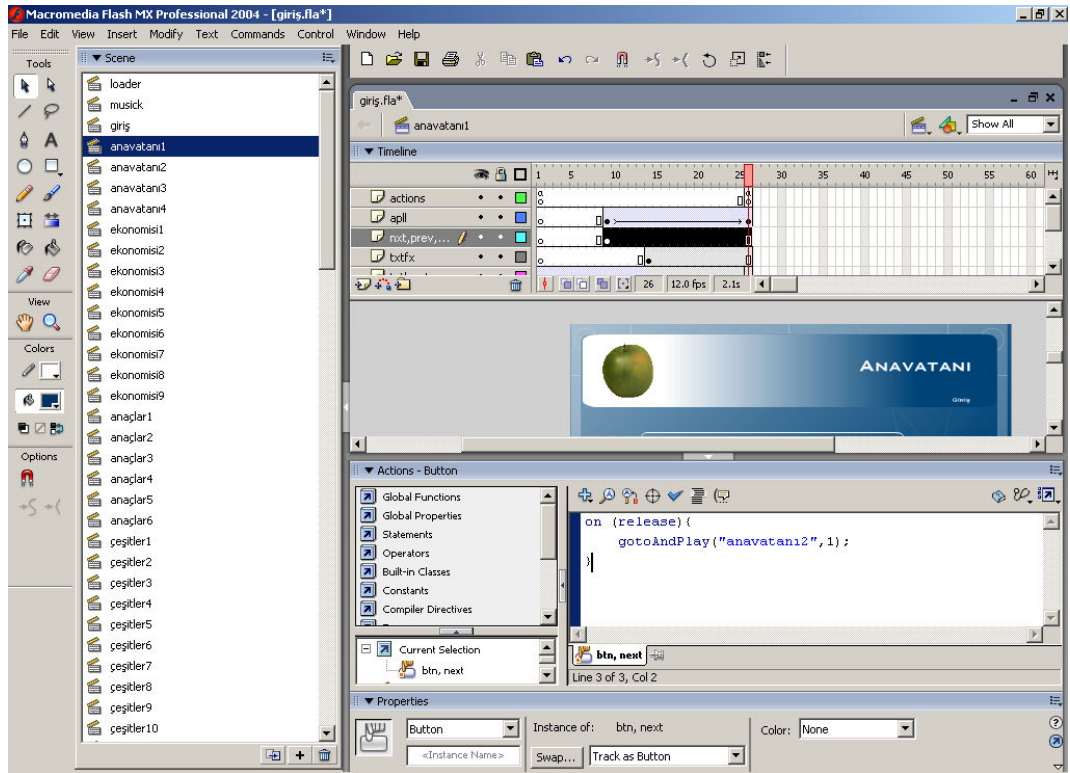 Macromedia Flash MX Professional 2004 - [giriş.fla*]
File Edit View Insert Modify Text Commands Control Window Help
Tools
View
Colors
Options
Scene
loader
musick
giriş
anavatanı1
anavatanı2
anavatanı3
anavatanı4
ekonomisi1
ekonomisi2
ekonomisi3
ekonomisi4
ekonomisi5
ekonomisi6
ekonomisi7
ekonomisi8
ekonomisi9
anaçlar1
anaçlar2
anaçlar3
anaçlar4
anaçlar5
anaçlar6
çeşitler1
çeşitler2
çeşitler3
çeşitler4
çeşitler5
çeşitler6
çeşitler7
çeşitler8
çeşitler9
çeşitler10
giriş.fla*
anavatanı1
Show All
Timeline
1 5 10 15 20 25 30 35 40 45 50 55 60
actions
apll
nxt,prev,...
txtfx
26 12.0 fps 2.1s
ANAVATANI
Giriş
Actions - Button
Global Functions
Global Properties
Statements
Operators
Built-in Classes
Constants
Compiler Directives
Current Selection
btn, next
on (release){
gotoAndPlay("anavatanı2",1);
}
btn, next
Line 3 of 3, Col 2
Properties
Button
<Instance Name>
Instance of: btn, next
Swap...
Track as Button
Color: None